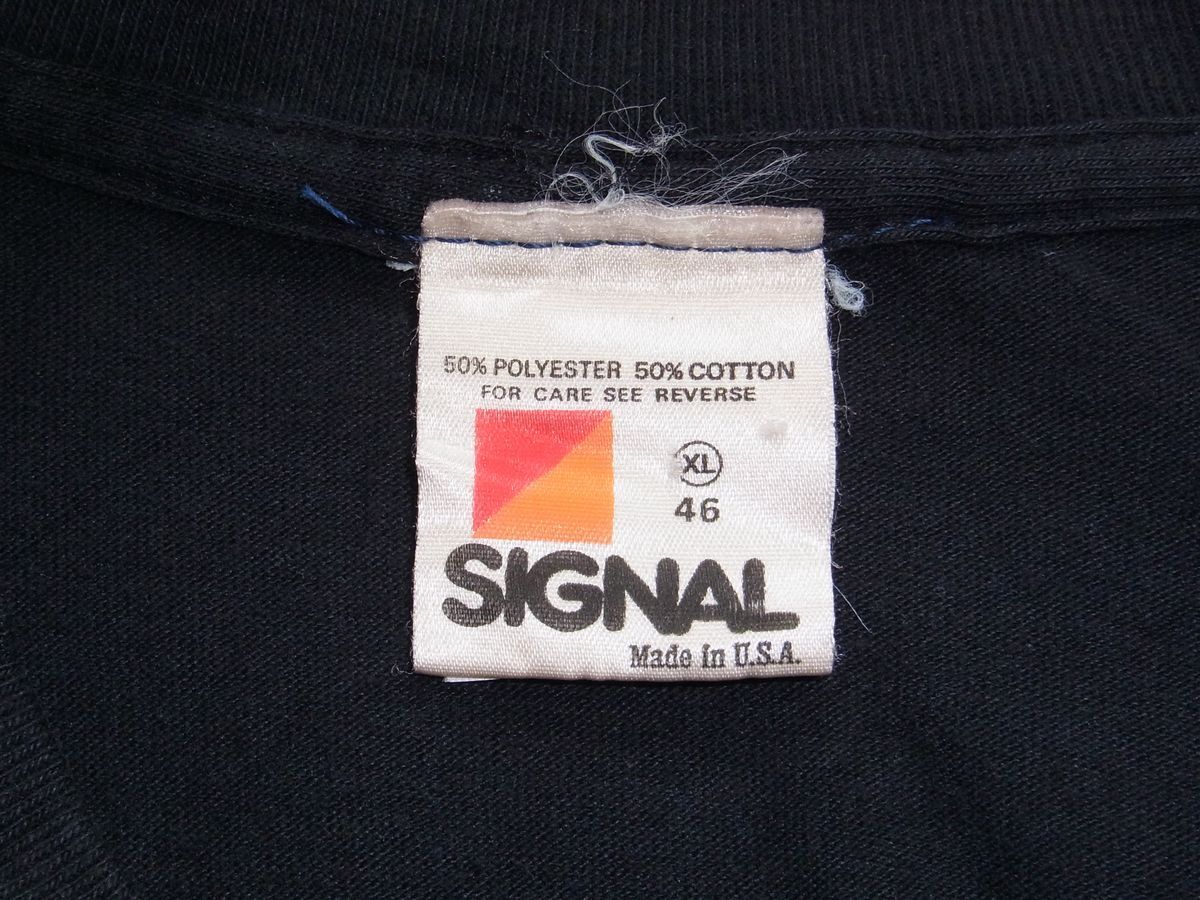 50% POLYESTER 50% COTTON
FOR CARE SEE REVERSE
XL
46
SIGNAL
Made in U.S.A.